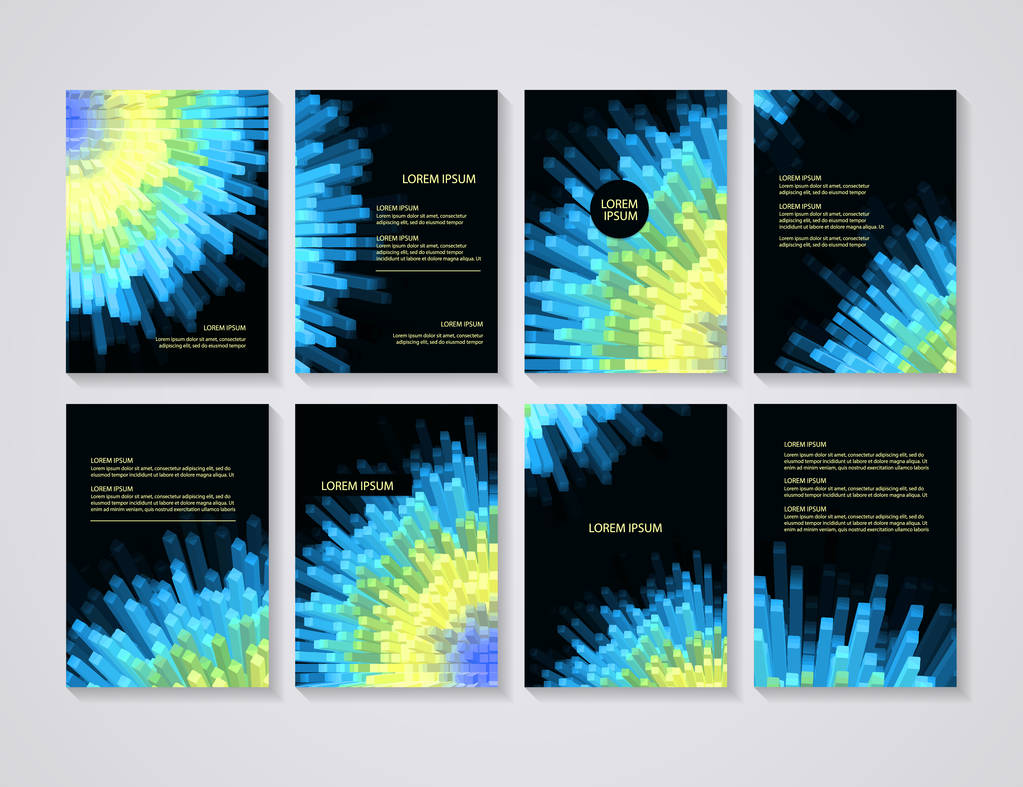 LOREM IPSUM
Lorem ipsum dolor sit amet, consectetur
adipiscing elit, sed do eiusmod tempor
LOREM IPSUM
LOREM IPSUM
Lorem ipsum dolor sit amet, consectetur
adipiscing elit, sed do eiusmod tempor
LOREM IPSUM
Lorem ipsum dolor sit amet, consectetur
adipiscing elit, sed do eiusmod tempor
incididunt ut labore et dolore magna aliqua. Ut
LOREM IPSUM
Lorem ipsum dolor sit amet, consectetur
adipiscing elit, sed do eiusmod tempor
LOREM
IPSUM
LOREM IPSUM
Lorem ipsum dolor sit amet, consectetur
adipiscing elit, sed do eiusmod tempor
LOREM IPSUM
Lorem ipsum dolor sit amet, consectetur
adipiscing elit, sed do eiusmod tempor
incididunt ut labore et dolore magna aliqua. Ut
Lorem ipsum dolor sit amet, consectetur
adipiscing elit, sed do eiusmod tempor
LOREM IPSUM
Lorem ipsum dolor sit amet, consectetur adipiscing elit, sed do
eiusmod tempor incididunt ut labore et dolore magna aliqua. Ut
LOREM IPSUM
Lorem ipsum dolor sit amet, consectetur adipiscing elit, sed do
eiusmod tempor incididunt ut labore et dolore magna aliqua. Ut
enim ad minim veniam, quis nostrud exercitation ullamco laboris
LOREM IPSUM
LOREM IPSUM
LOREM IPSUM
Lorem ipsum dolor sit amet, consectetur adipiscing elit, sed do
eiusmod tempor incididunt ut labore et dolore magna aliqua. Ut
enim ad minim veniam, quis nostrud exercitation ullamco laboris
LOREM IPSUM
Lorem ipsum dolor sit amet, consectetur adipiscing elit, sed do
eiusmod tempor incididunt ut labore et dolore magna aliqua. Ut
LOREM IPSUM
Lorem ipsum dolor sit amet, consectetur adipiscing elit, sed do
eiusmod tempor incididunt ut labore et dolore magna aliqua. Ut
enim ad minim veniam, quis nostrud exercitation ullamco laboris